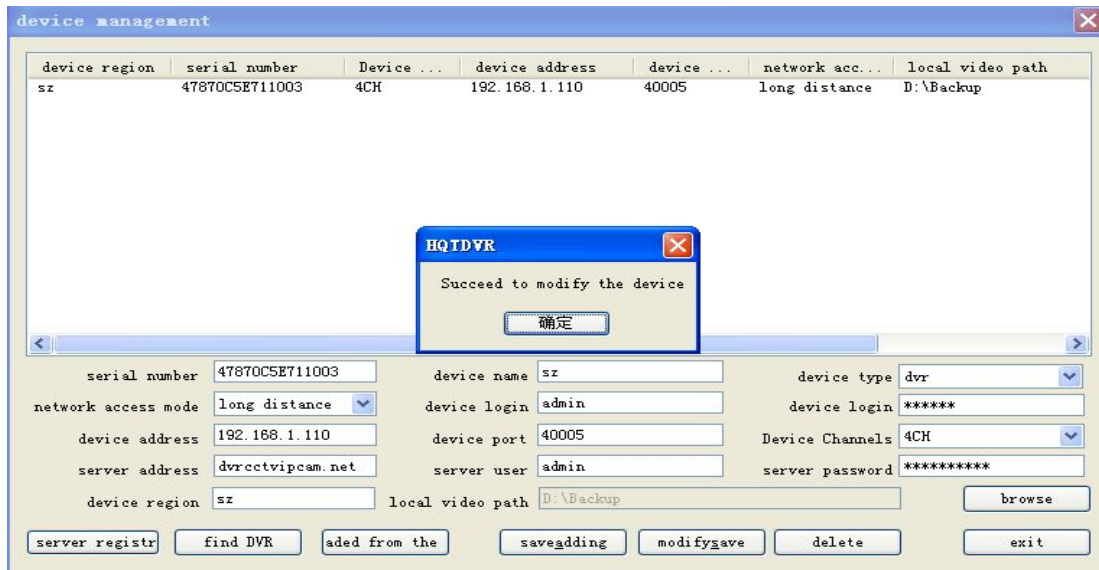 device management
device region serial number Device ... device address device ... network acc... local video path
sz 47870C5E711003 4CH 192.168.1.110 40005 long distance D:\Backup
HQTDVR
Succeed to modify the device
确定
serial number 47870C5E711003 device name sz device type dvr
network access mode long distance device login admin device login ******
device address 192.168.1.110 device port 40005 Device Channels 4CH
server address dvrcctvipcam.net server user admin server password **********
device region sz local video path D:\Backup browse
server registr find DVR aded from the saveadding modifysave delete exit